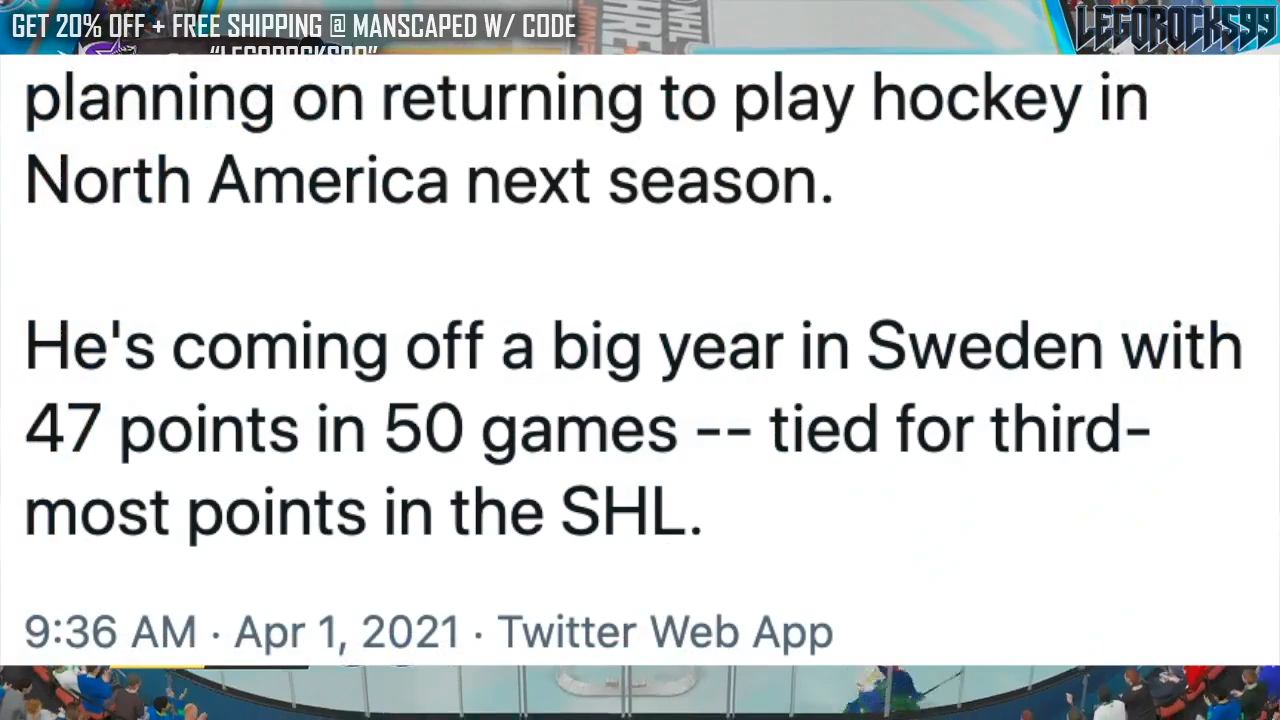 GET 20% OFF + FREE SHIPPING @ MANSCAPED W/ CODE
"LEGOROCKS99"
LEGOROCKS99
planning on returning to play hockey in
North America next season.
He's coming off a big year in Sweden with
47 points in 50 games -- tied for third-
most points in the SHL.
9:36 AM · Apr 1, 2021 · Twitter Web App